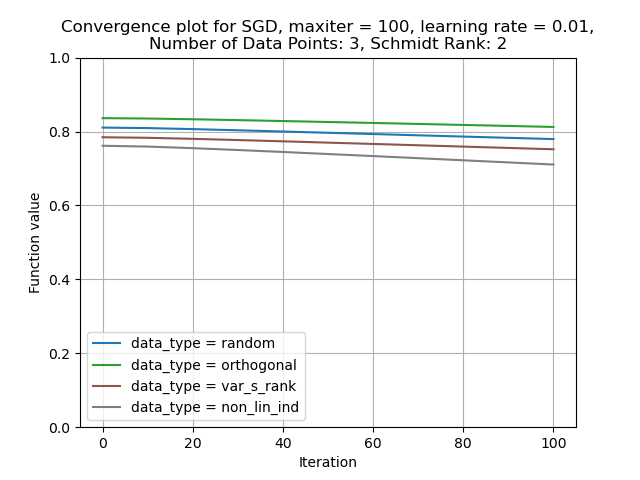 Convergence plot for SGD, maxiter = 100, learning rate = 0.01,
Number of Data Points: 3, Schmidt Rank: 2
1.0
0.8
0.6
0.4
0.2
0.0
Function value
data_type = random
data_type = orthogonal
data_type = var_s_rank
data_type = non_lin_ind
0 20 40 60 80 100
Iteration